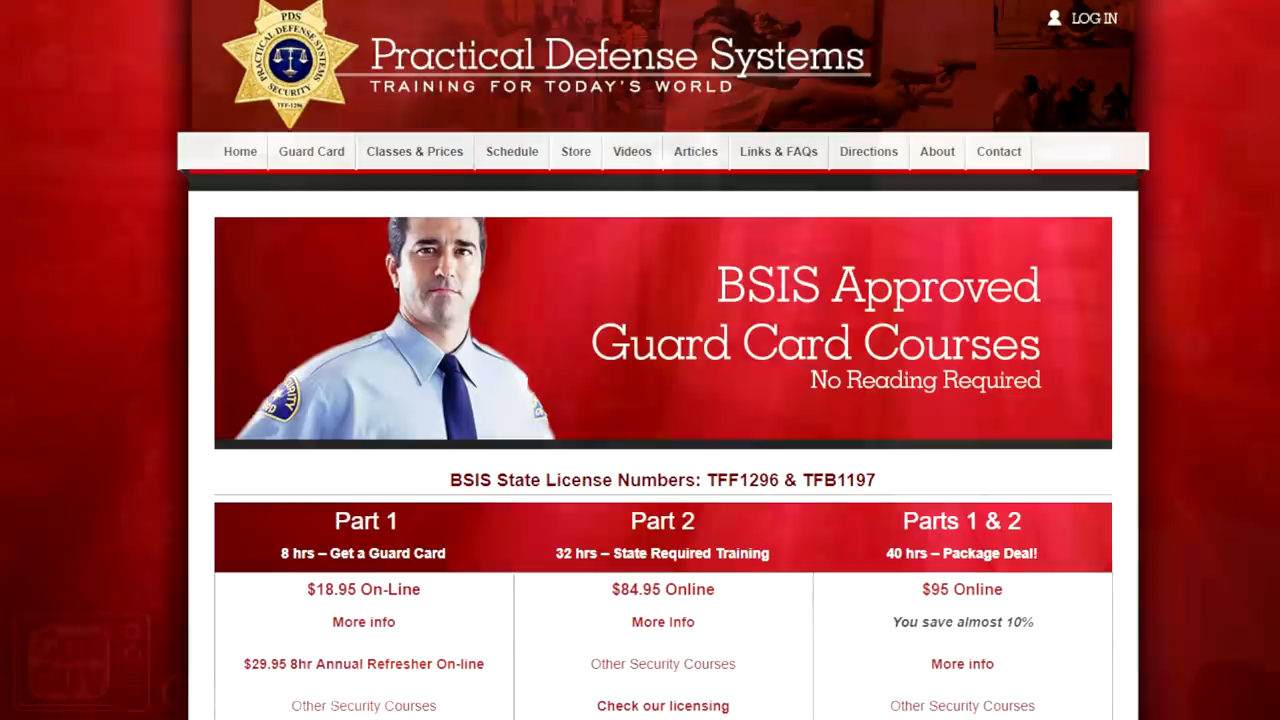 PDS
PRACTICAL DEFENSE SYSTEMS
SECURITY
TFF-1296
Practical Defense Systems
TRAINING FOR TODAY'S WORLD
LOG IN
Home Guard Card Classes & Prices Schedule Store Videos Articles Links & FAQs Directions About Contact
BSIS Approved
Guard Card Courses
No Reading Required
BSIS State License Numbers: TFF1296 & TFB1197
Part 1 Part 2 Parts 1 & 2
8 hrs – Get a Guard Card 32 hrs – State Required Training 40 hrs – Package Deal!
$18.95 On-Line $84.95 Online $95 Online
More info More Info You save almost 10%
$29.95 8hr Annual Refresher On-line Other Security Courses More info
Other Security Courses Check our licensing Other Security Courses